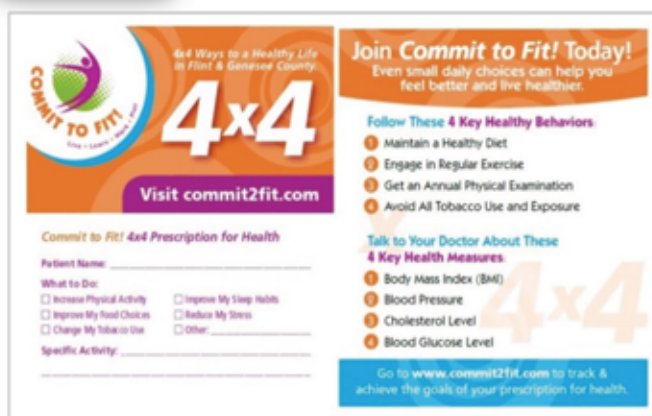 COMMIT TO FIT!
Live • Learn • Work • Play
4x4 Ways to a Healthy Life
in Flint & Genesee County.
4x4
Visit commit2fit.com
Commit to Fit! 4x4 Prescription for Health
Patient Name:
What to Do:
Increase Physical Activity
Improve My Food Choices
Change My Tobacco Use
Improve My Sleep Habits
Reduce My Stress
Other:
Specific Activity:
Join Commit to Fit! Today!
Even small daily choices can help you
feel better and live healthier.
Follow These 4 Key Healthy Behaviors:
1 Maintain a Healthy Diet
2 Engage in Regular Exercise
3 Get an Annual Physical Examination
4 Avoid All Tobacco Use and Exposure
Talk to Your Doctor About These
4 Key Health Measures:
1 Body Mass Index (BMI)
2 Blood Pressure
3 Cholesterol Level
4 Blood Glucose Level
4x4
Go to www.commit2fit.com to track &
achieve the goals of your prescription for health.